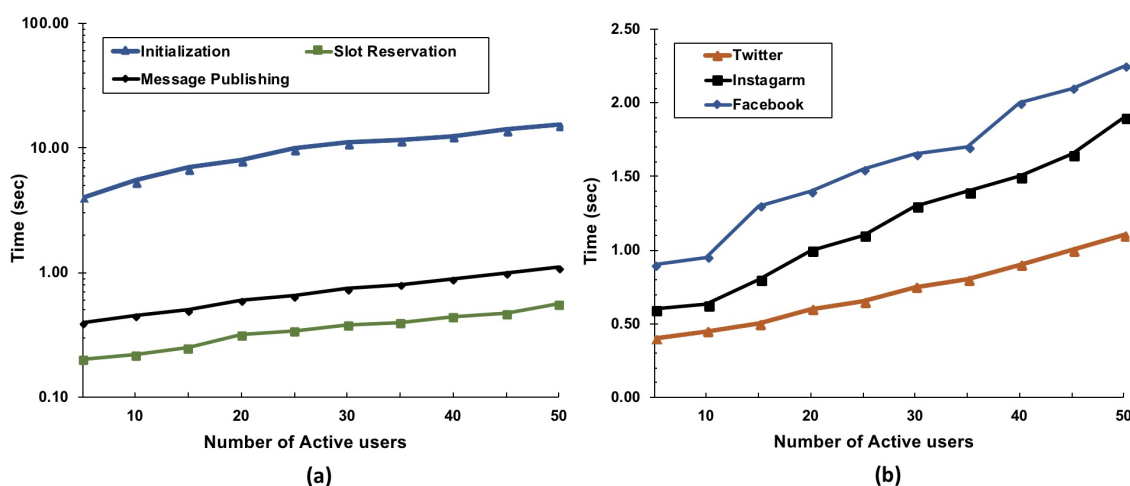 100.00
10.00
1.00
0.10
Time (sec)
Initialization
Slot Reservation
Message Publishing
10 20 30 40 50
Number of Active users
(a)
2.50
2.00
1.50
1.00
0.50
0.00
Time (sec)
Twitter
Instagarm
Facebook
10 20 30 40 50
Number of Active users
(b)